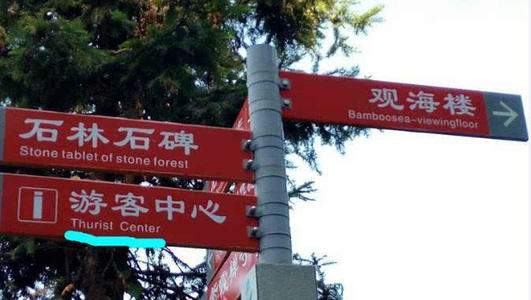 观海楼
Bamboosea-viewingfloor
石林石碑
Stone tablet of stone forest
i
游客中心
Thurist Center